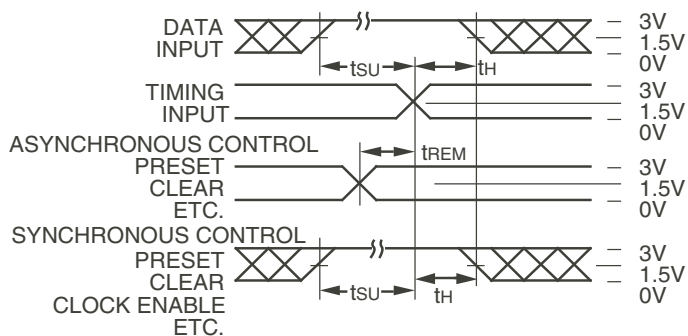 DATA
INPUT
tSU
tH
3V
1.5V
0V
TIMING
INPUT
3V
1.5V
0V
ASYNCHRONOUS CONTROL
PRESET
CLEAR
ETC.
tREM
3V
1.5V
0V
SYNCHRONOUS CONTROL
PRESET
CLEAR
CLOCK ENABLE
ETC.
tSU
tH
3V
1.5V
0V